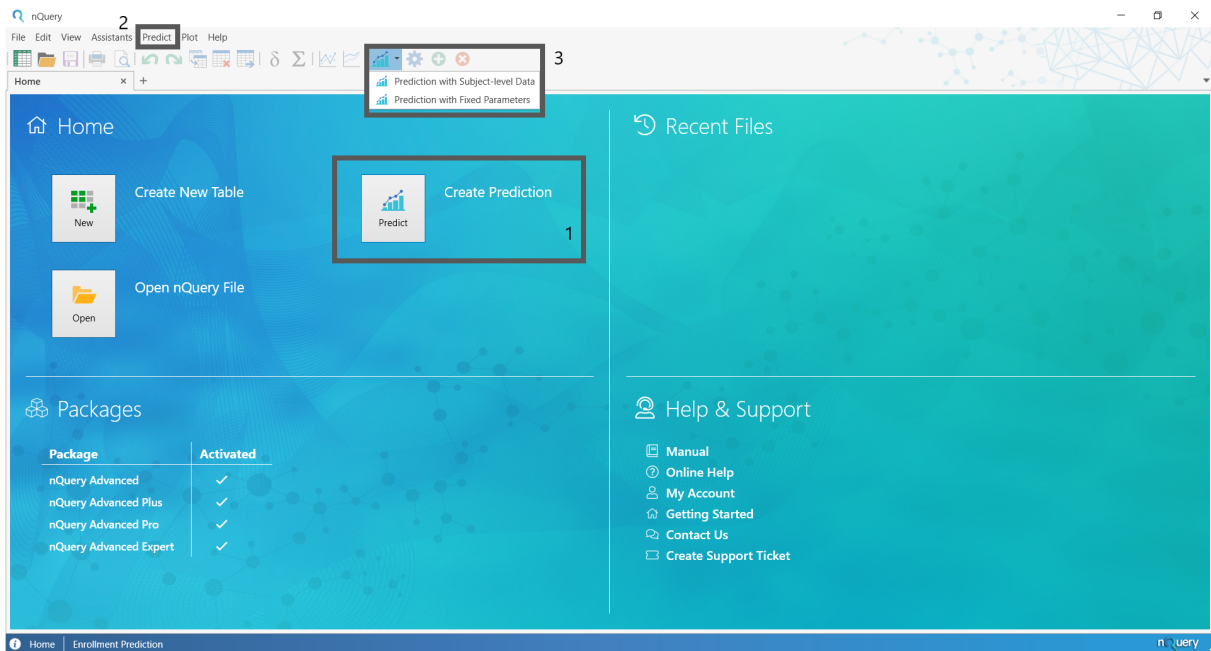 nQuery
2
File Edit View Assistants Predict Plot Help
δ Σ
3
Home × +
Prediction with Subject-level Data
Prediction with Fixed Parameters
Home
Recent Files
Create New Table
New
Create Prediction
Predict
1
Open nQuery File
Open
Packages
Help & Support
Package Activated
nQuery Advanced ✓
nQuery Advanced Plus ✓
nQuery Advanced Pro ✓
nQuery Advanced Expert ✓
Manual
Online Help
My Account
Getting Started
Contact Us
Create Support Ticket
Home Enrollment Prediction
nQuery